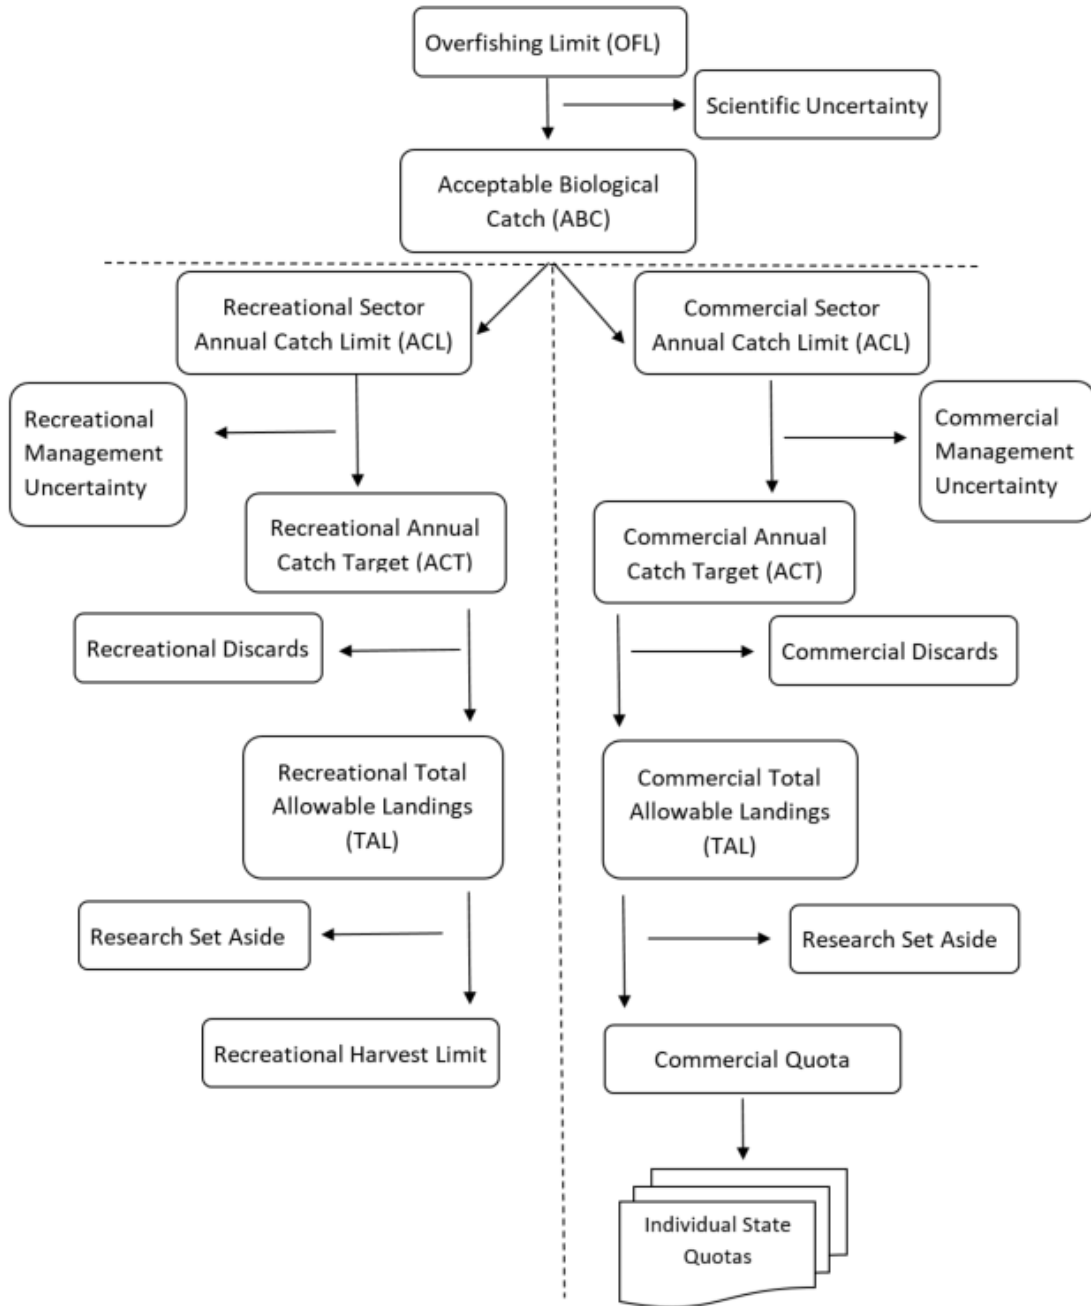 Overfishing Limit (OFL)
Scientific Uncertainty
Acceptable Biological
Catch (ABC)
Recreational Sector
Annual Catch Limit (ACL)
Commercial Sector
Annual Catch Limit (ACL)
Recreational
Management
Uncertainty
Commercial
Management
Uncertainty
Recreational Annual
Catch Target (ACT)
Commercial Annual
Catch Target (ACT)
Recreational Discards
Commercial Discards
Recreational Total
Allowable Landings
(TAL)
Commercial Total
Allowable Landings
(TAL)
Research Set Aside
Research Set Aside
Recreational Harvest Limit
Commercial Quota
Individual State
Quotas